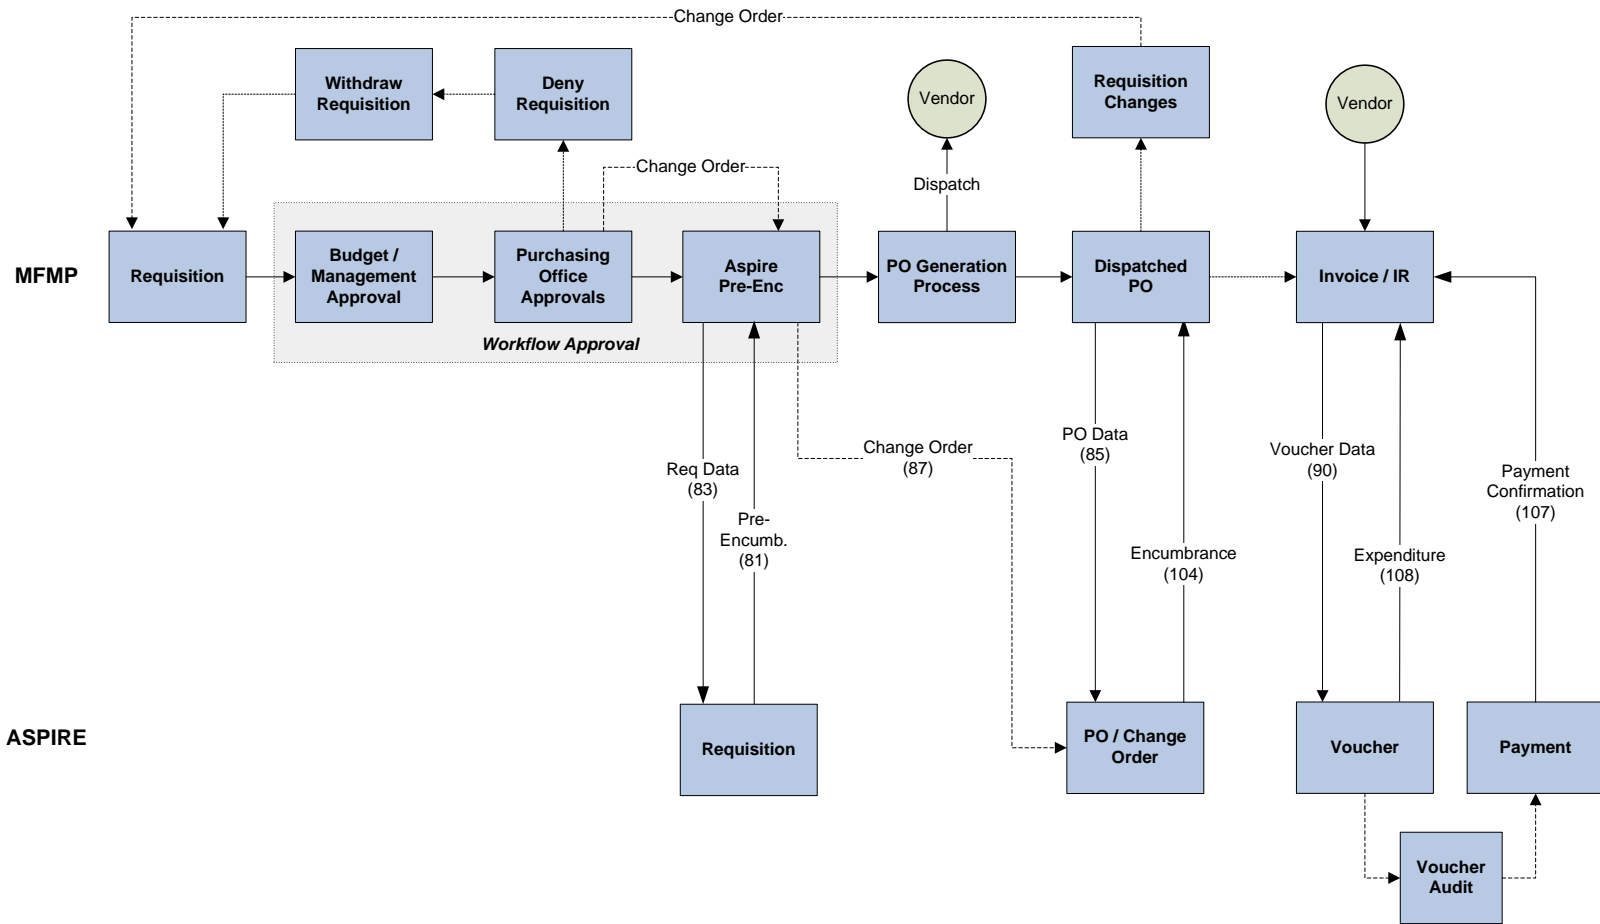 Change Order
Withdraw
Requisition
Deny
Requisition
Vendor
Requisition
Changes
Vendor
Change Order
Dispatch
MFMP
Requisition
Budget /
Management
Approval
Purchasing
Office
Approvals
Aspire
Pre-Enc
PO Generation
Process
Dispatched
PO
Invoice / IR
Workflow Approval
Req Data
(83)
Pre-
Encumb.
(81)
Change Order
(87)
PO Data
(85)
Encumbrance
(104)
Voucher Data
(90)
Expenditure
(108)
Payment
Confirmation
(107)
ASPIRE
Requisition
PO / Change
Order
Voucher
Payment
Voucher
Audit